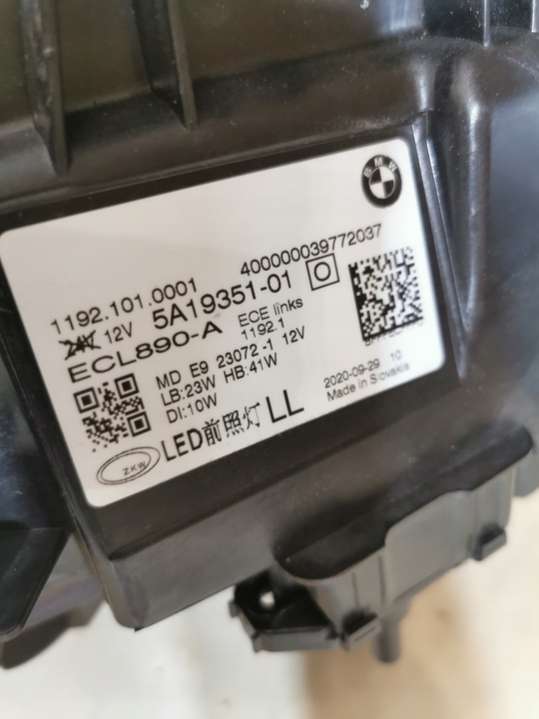 BMW
1192.101.0001 400000039772037
12V 5A19351-01
ECL890-A ECE links
1192.1
MD E9 23072 -1 12V
LB:23W HB:41W
DI:10W
2020-09-29 10
Made in Slovakia
ZKW LED前照灯 LL